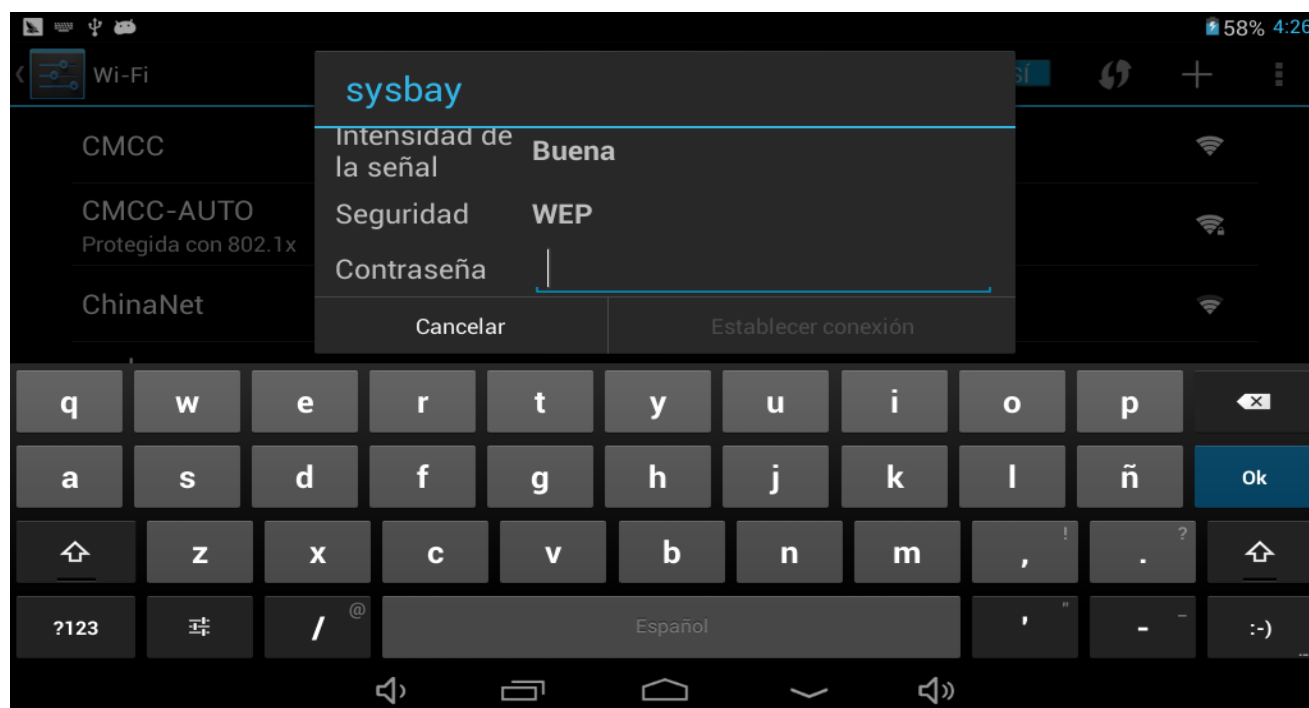 58% 4:26
Wi-Fi
SÍ
sysbay
CMCC
Intensidad de
la señal
Buena
CMCC-AUTO
Protegida con 802.1x
Seguridad
WEP
Contraseña
ChinaNet
Cancelar
Establecer conexión
q w e r t y u i o p
a s d f g h j k l ñ Ok
z x c v b n m , ! . ?
?123 / @ Español ' " - _ :-) ...